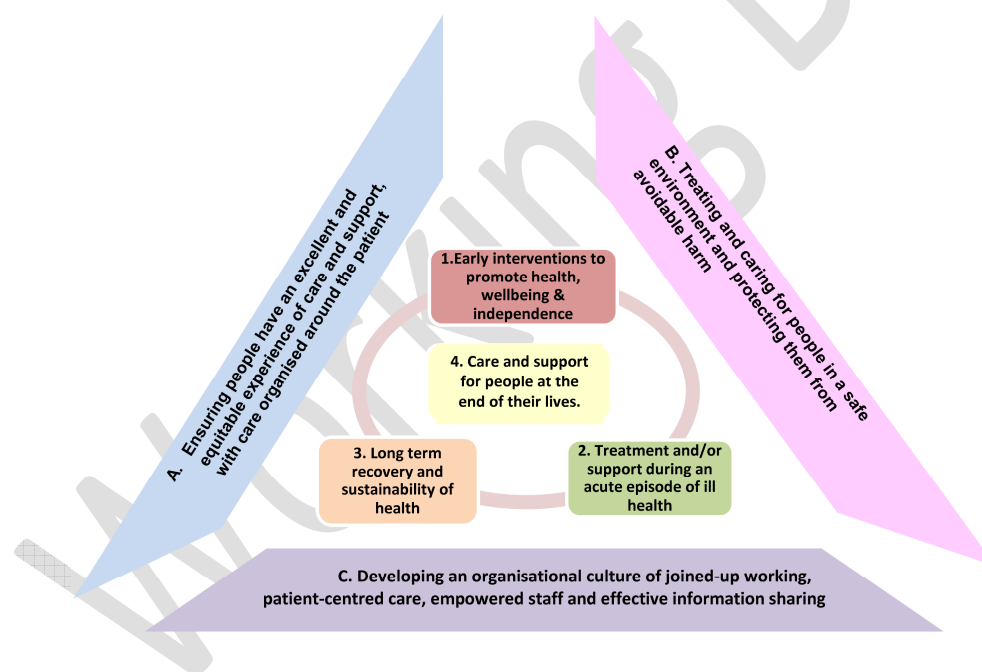 A. Ensuring people have an excellent and
equitable experience of care and support,
with care organised around the patient
B. Treating and caring for people in a safe
environment and protecting them from
avoidable harm
1.Early interventions to
promote health,
wellbeing &
independence
4. Care and support
for people at the
end of their lives.
3. Long term
recovery and
sustainability of
health
2. Treatment and/or
support during an
acute episode of ill
health
C. Developing an organisational culture of joined-up working,
patient-centred care, empowered staff and effective information sharing
Working D